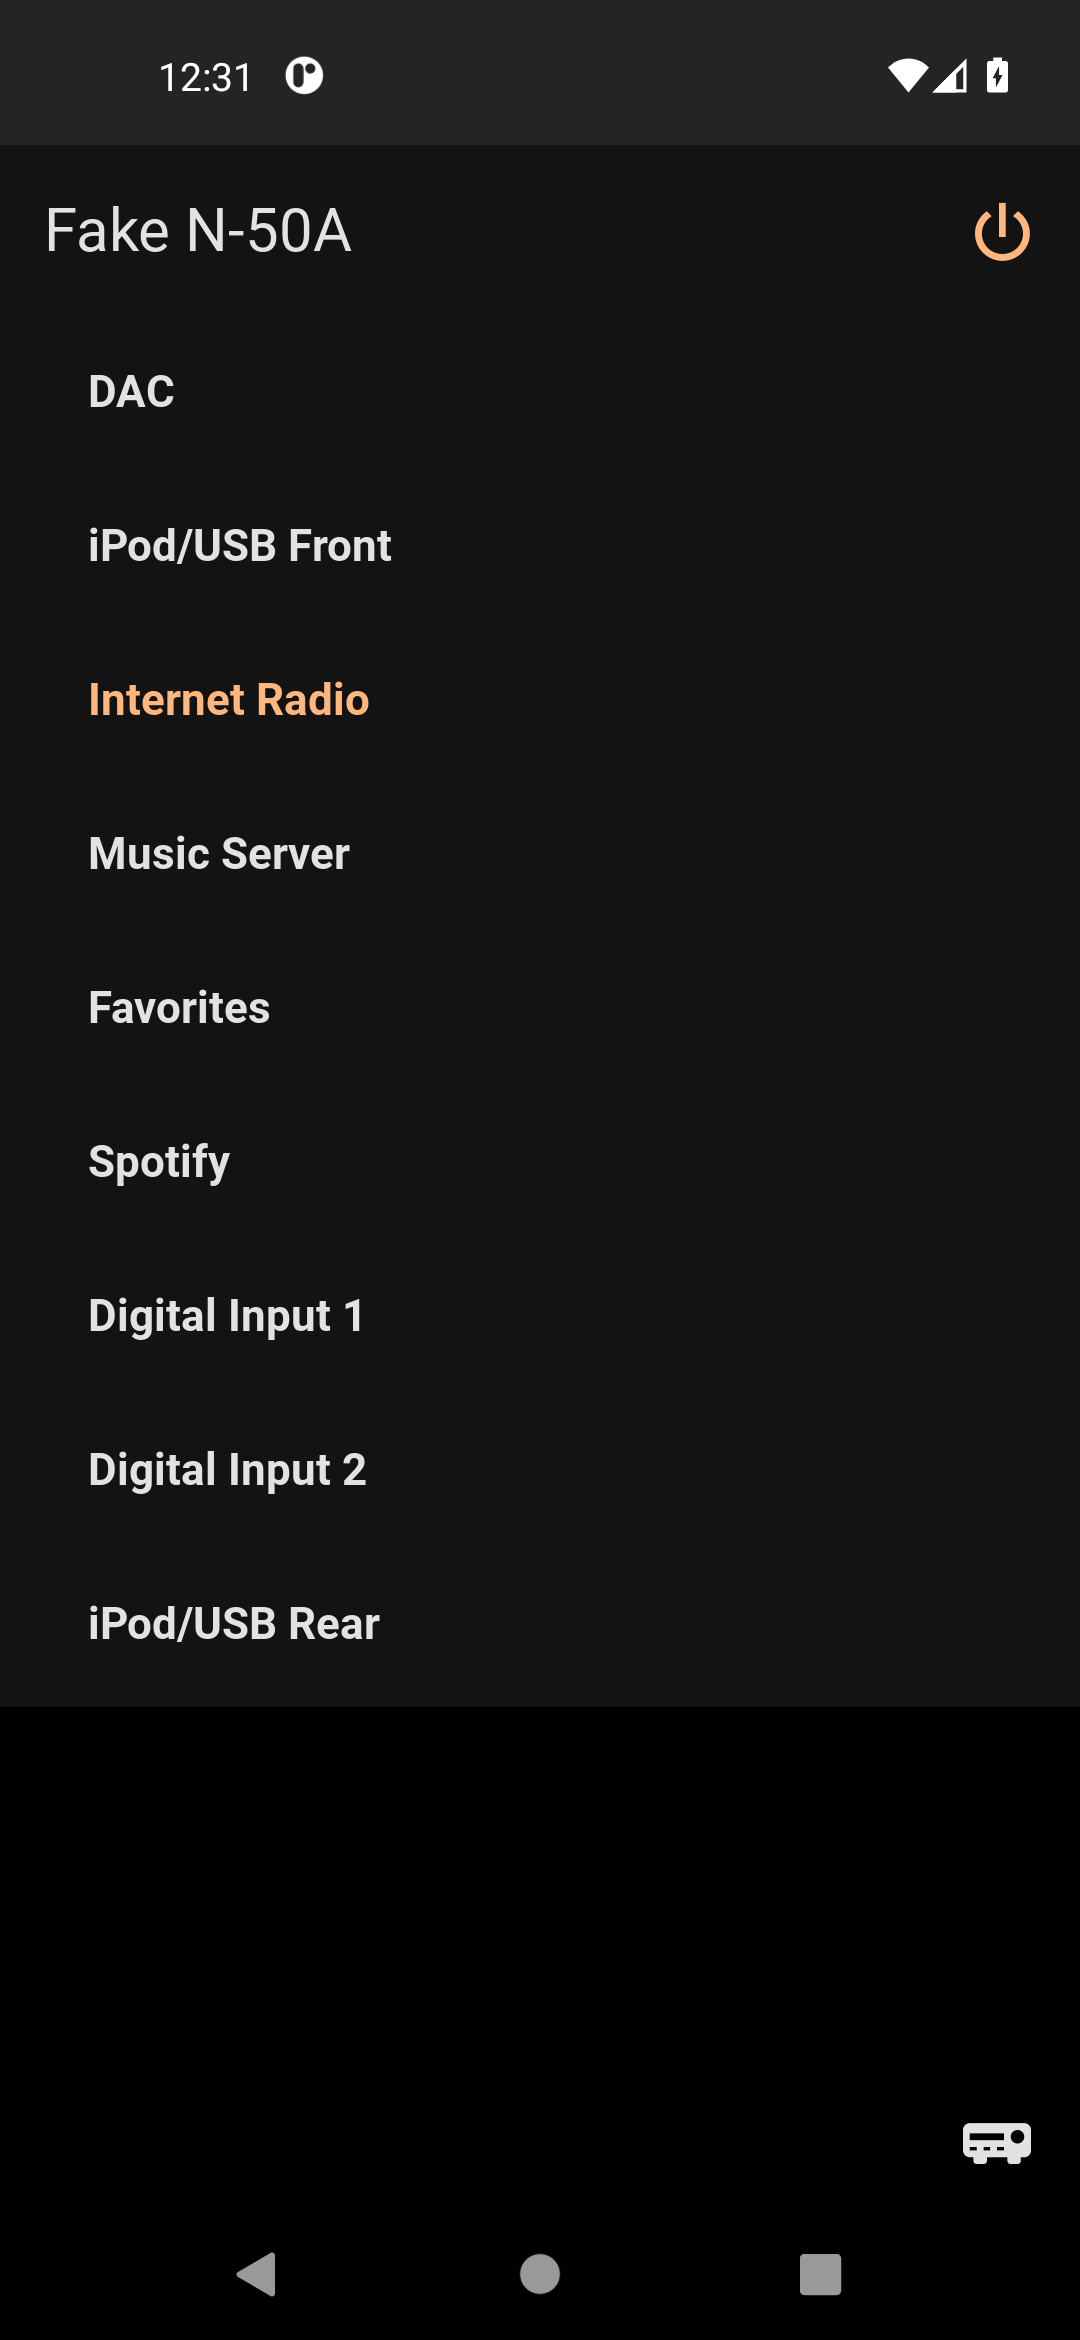 12:31
Fake N-50A
DAC
iPod/USB Front
Internet Radio
Music Server
Favorites
Spotify
Digital Input 1
Digital Input 2
iPod/USB Rear